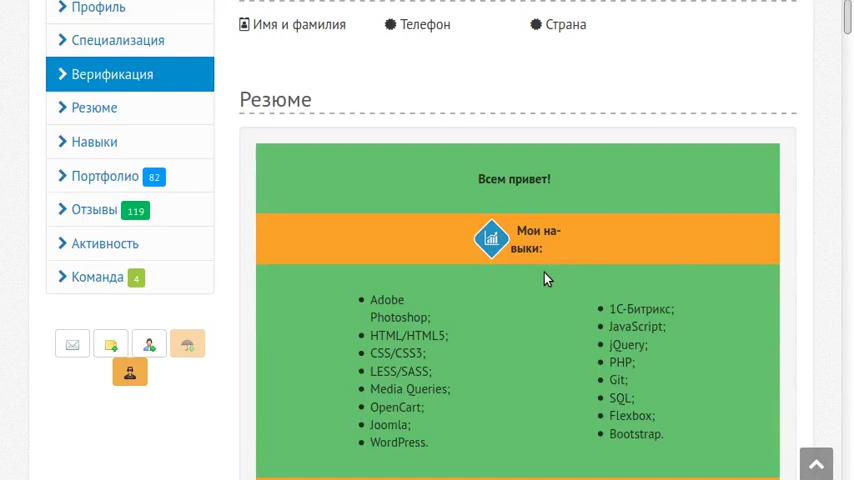 Профиль
Специализация
Верификация
Резюме
Навыки
Портфолио 82
Отзывы 119
Активность
Команда 4
Имя и фамилия Телефон Страна
Резюме
Всем привет!
Мои на-
выки:
Adobe
Photoshop;
HTML/HTML5;
CSS/CSS3;
LESS/SASS;
Media Queries;
OpenCart;
Joomla;
WordPress.
1С-Битрикс;
JavaScript;
jQuery;
PHP;
Git;
SQL;
Flexbox;
Bootstrap.